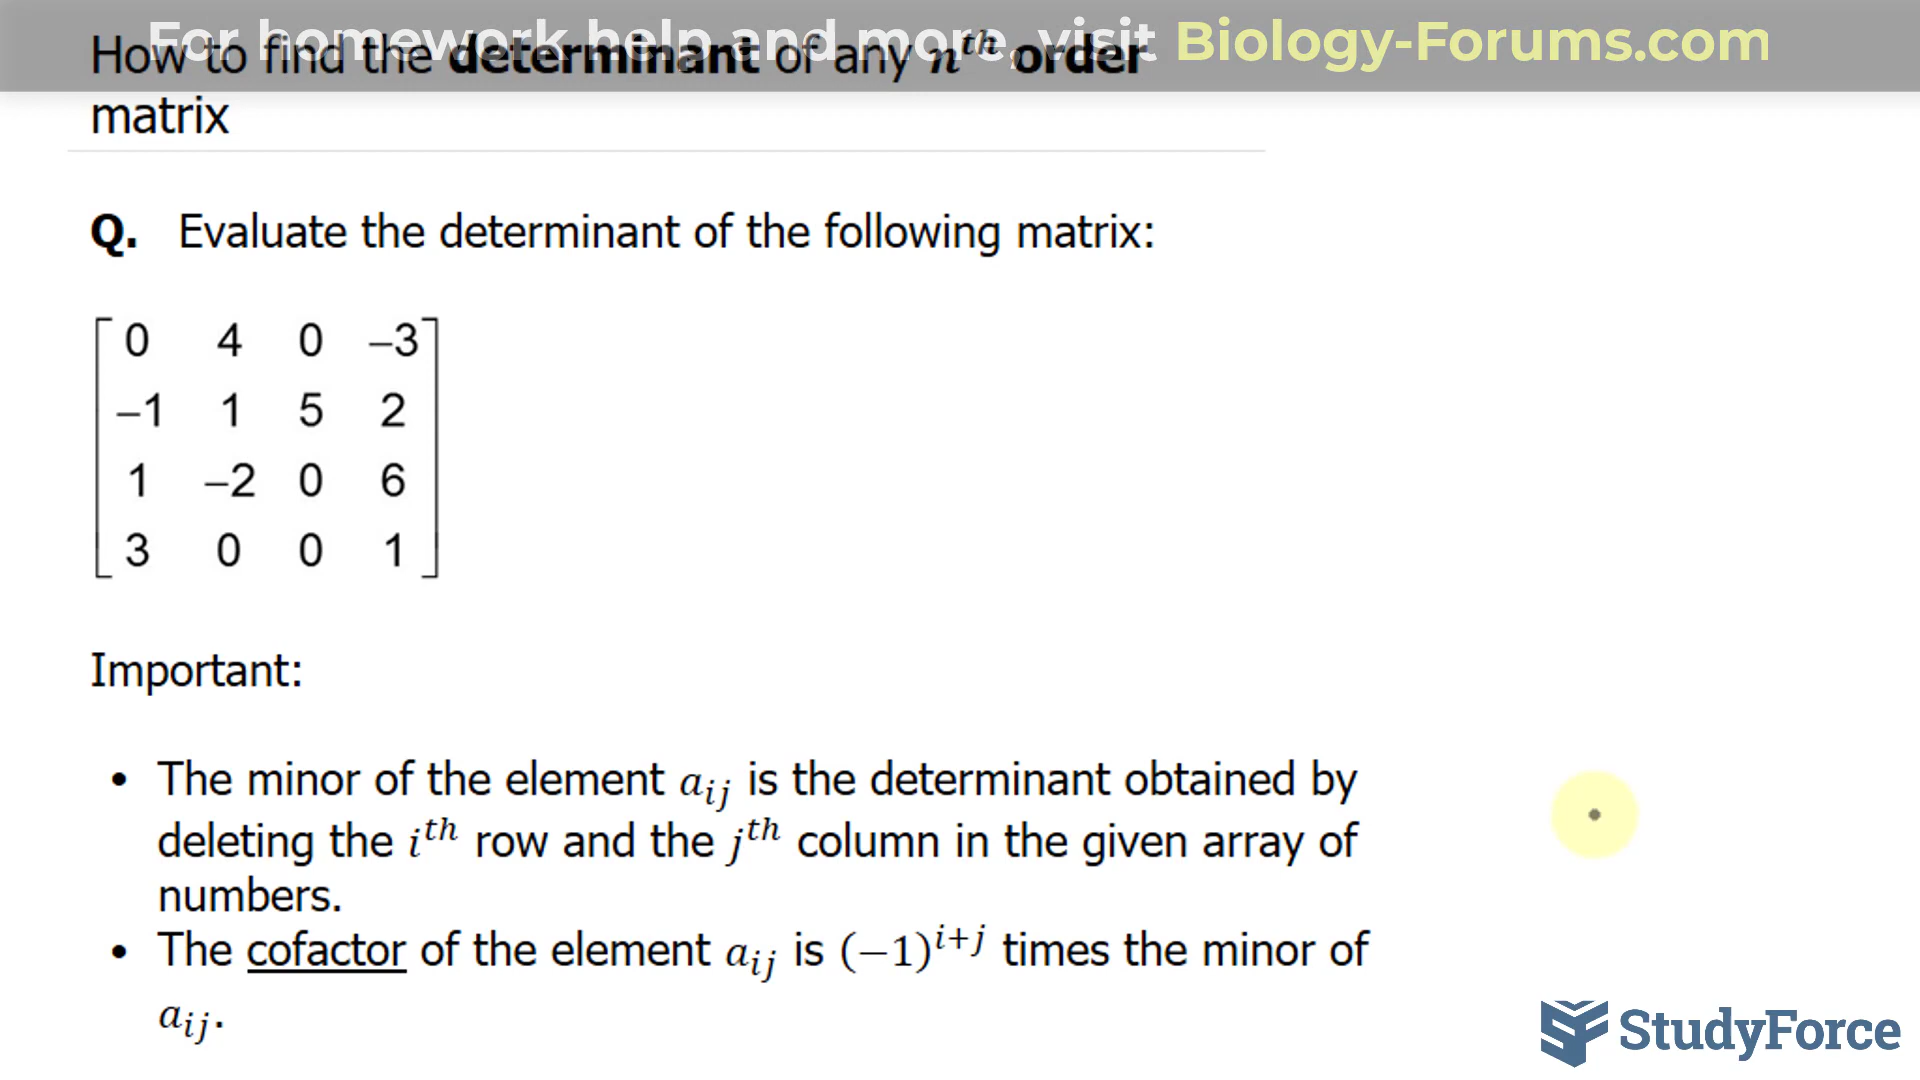 For homework help and more, visit Biology-Forums.com
How to find the determinant of any nth order
matrix
Q. Evaluate the determinant of the following matrix:
0 4 0 –3
–1 1 5 2
1 –2 0 6
3 0 0 1
Important:
• The minor of the element aij is the determinant obtained by
deleting the ith row and the jth column in the given array of
numbers.
• The cofactor of the element aij is (−1)^{i+j} times the minor of
aij.
StudyForce